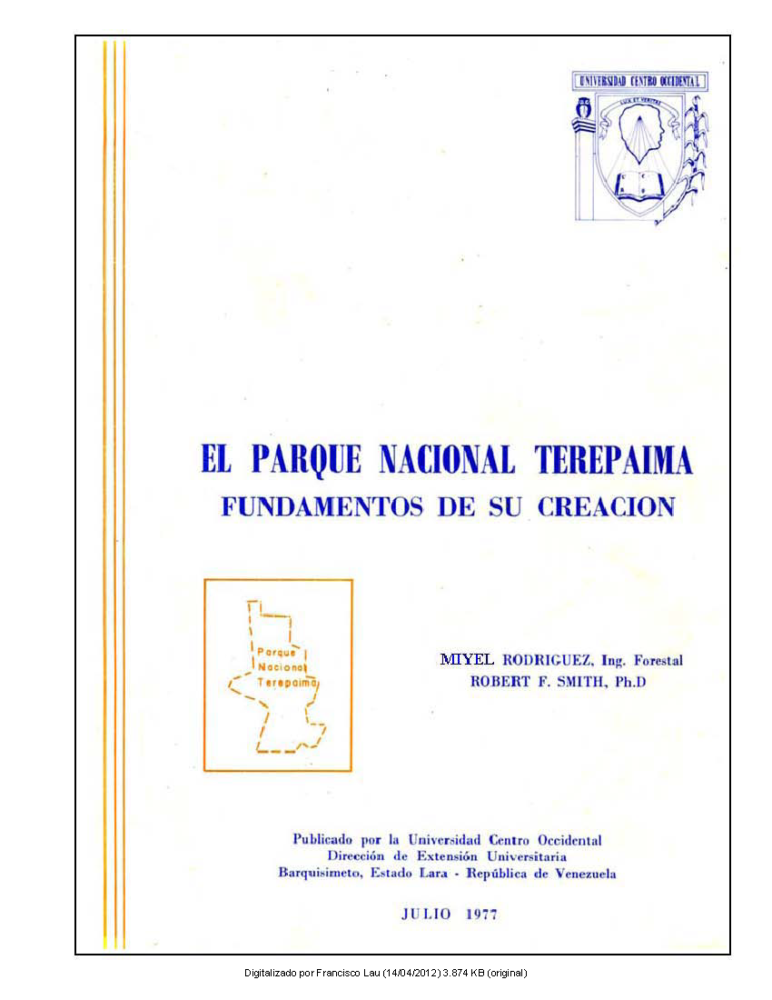 UNIVERSIDAD CENTRO OCCIDENTAL
LUX ET VERITAS
EL PARQUE NACIONAL TEREPAIMA
FUNDAMENTOS DE SU CREACION
Parque
Nacional
Terepaima
MIYEL RODRIGUEZ, Ing. Forestal
ROBERT F. SMITH, Ph.D
Publicado por la Universidad Centro Occidental
Dirección de Extensión Universitaria
Barquisimeto, Estado Lara - República de Venezuela
JULIO 1977
Digitalizado por Francisco Lau (14/04/2012) 3.874 KB (original)